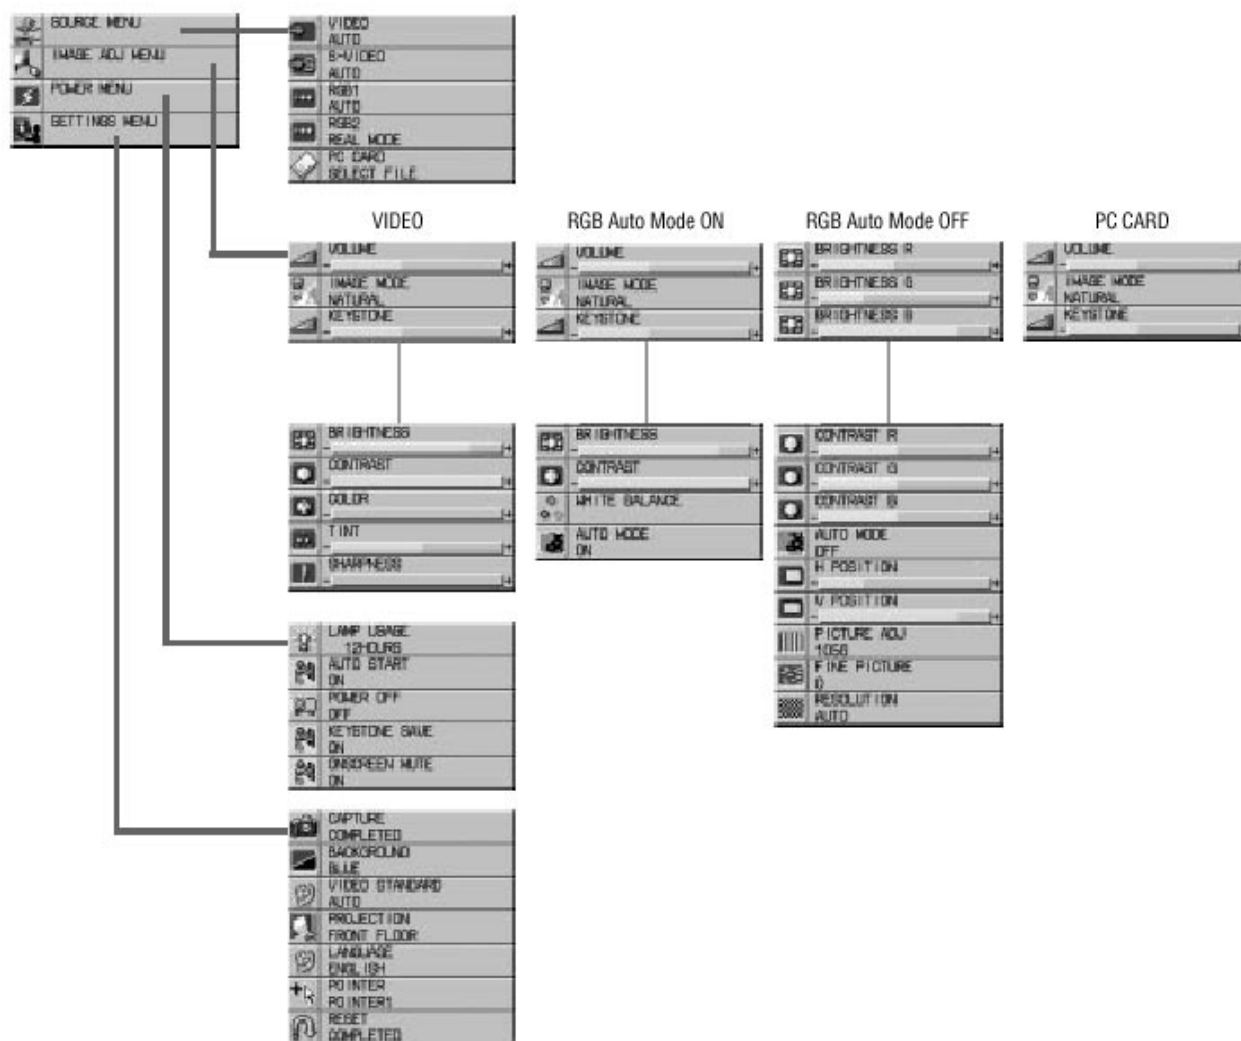 SOURCE MENU
IMAGE ADJ MENU
POWER MENU
SETTINGS MENU
VIDEO
AUTO
S-VIDEO
AUTO
RGB1
AUTO
RGB2
REAL MODE
PC CARD
SELECT FILE
VIDEO
VOLUME
IMAGE MODE
NATURAL
KEYSTONE
BRIGHTNESS
CONTRAST
COLOR
TINT
SHARPNESS
RGB Auto Mode ON
VOLUME
IMAGE MODE
NATURAL
KEYSTONE
BRIGHTNESS
CONTRAST
WHITE BALANCE
AUTO MODE
ON
RGB Auto Mode OFF
BRIGHTNESS R
BRIGHTNESS G
BRIGHTNESS B
CONTRAST R
CONTRAST G
CONTRAST B
AUTO MODE
OFF
H POSITION
V POSITION
PICTURE ADJ
1056
FINE PICTURE
0
RESOLUTION
AUTO
PC CARD
VOLUME
IMAGE MODE
NATURAL
KEYSTONE
LAMP USAGE
12HOURS
AUTO START
ON
POWER OFF
OFF
KEYSTONE SAVE
ON
ONSCREEN MUTE
ON
CAPTURE
COMPLETED
BACKGROUND
BLUE
VIDEO STANDARD
AUTO
PROJECTION
FRONT FLOOR
LANGUAGE
ENGLISH
POINTER
POINTER1
RESET
COMPLETED